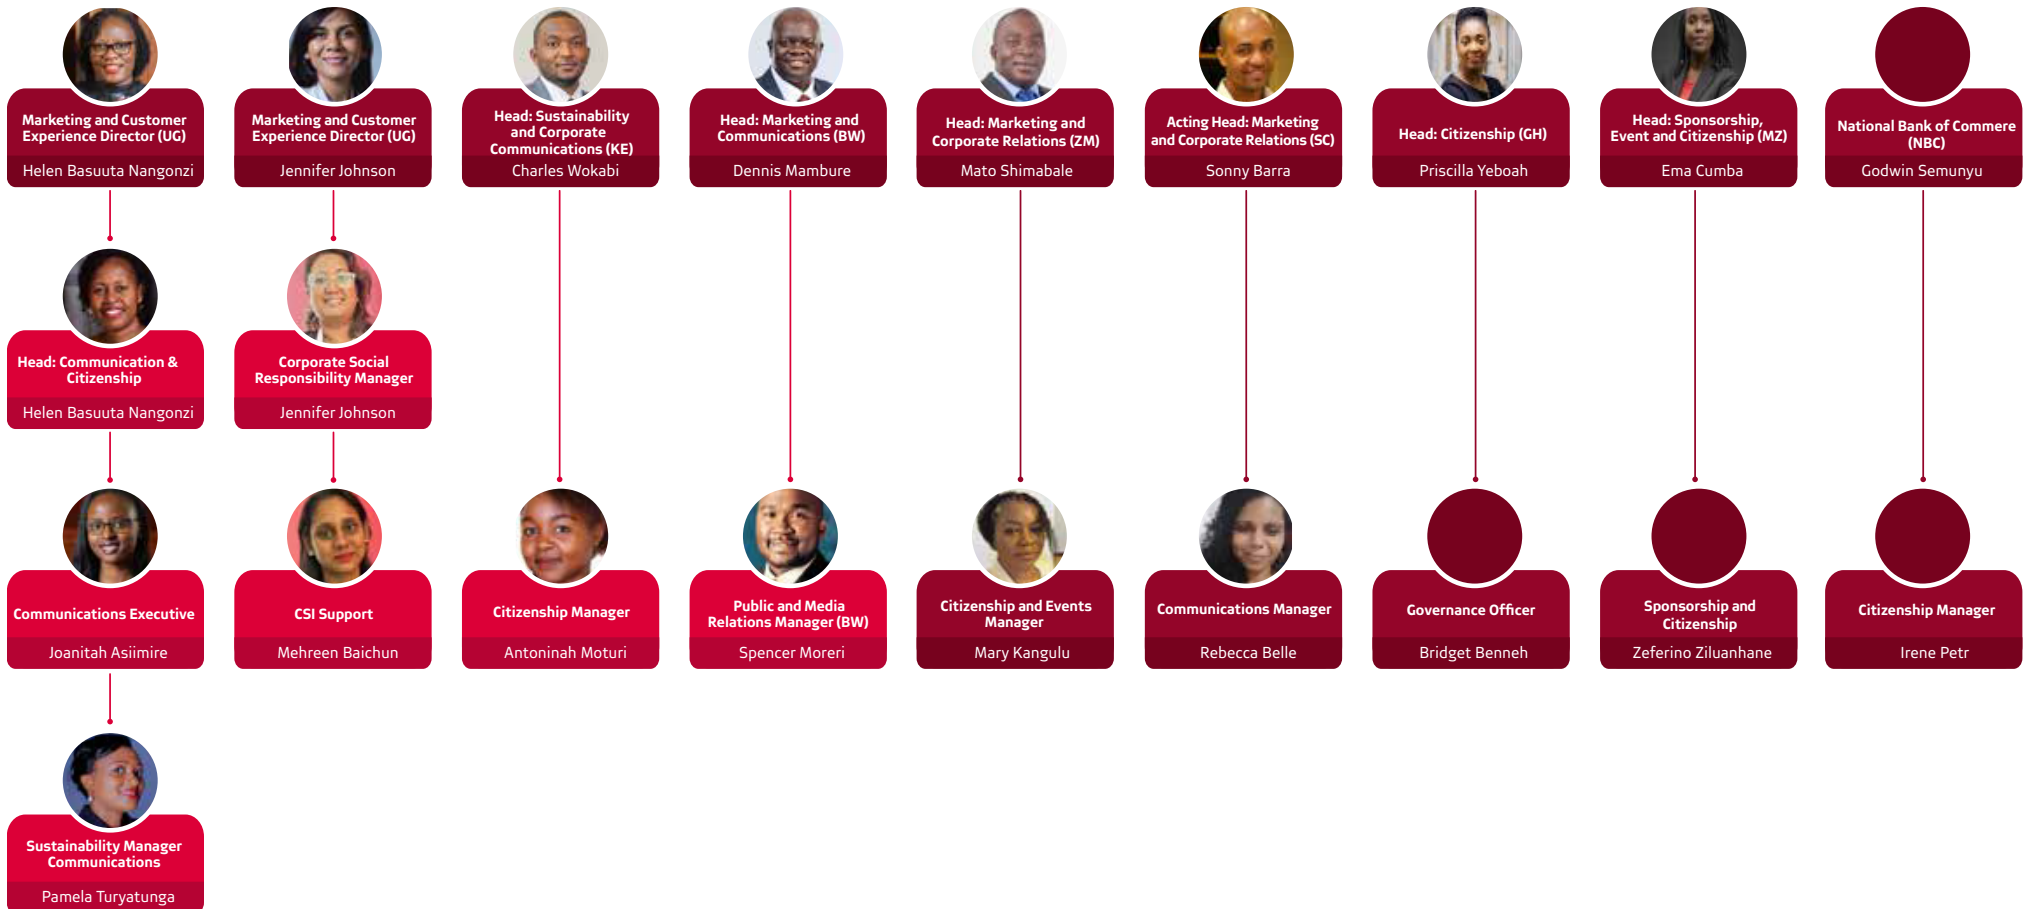 Marketing and Customer
Experience Director (UG)
Helen Basuuta Nangonzi
Marketing and Customer
Experience Director (UG)
Jennifer Johnson
Head: Sustainability
and Corporate
Communications (KE)
Charles Wokabi
Head: Marketing and
Communications (BW)
Dennis Mambure
Head: Marketing and
Corporate Relations (ZM)
Mato Shimabale
Acting Head: Marketing
and Corporate Relations (SC)
Sonny Barra
Head: Citizenship (GH)
Priscilla Yeboah
Head: Sponsorship,
Event and Citizenship (MZ)
Ema Cumba
National Bank of Commere
(NBC)
Godwin Semunyu
Head: Communication &
Citizenship
Helen Basuuta Nangonzi
Corporate Social
Responsibility Manager
Jennifer Johnson
Communications Executive
Joanitah Asiimire
CSI Support
Mehreen Baichun
Citizenship Manager
Antoninah Moturi
Public and Media
Relations Manager (BW)
Spencer Moreri
Citizenship and Events
Manager
Mary Kangulu
Communications Manager
Rebecca Belle
Governance Officer
Bridget Benneh
Sponsorship and
Citizenship
Zeferino Ziluanhane
Citizenship Manager
Irene Petr
Sustainability Manager
Communications
Pamela Turyatunga